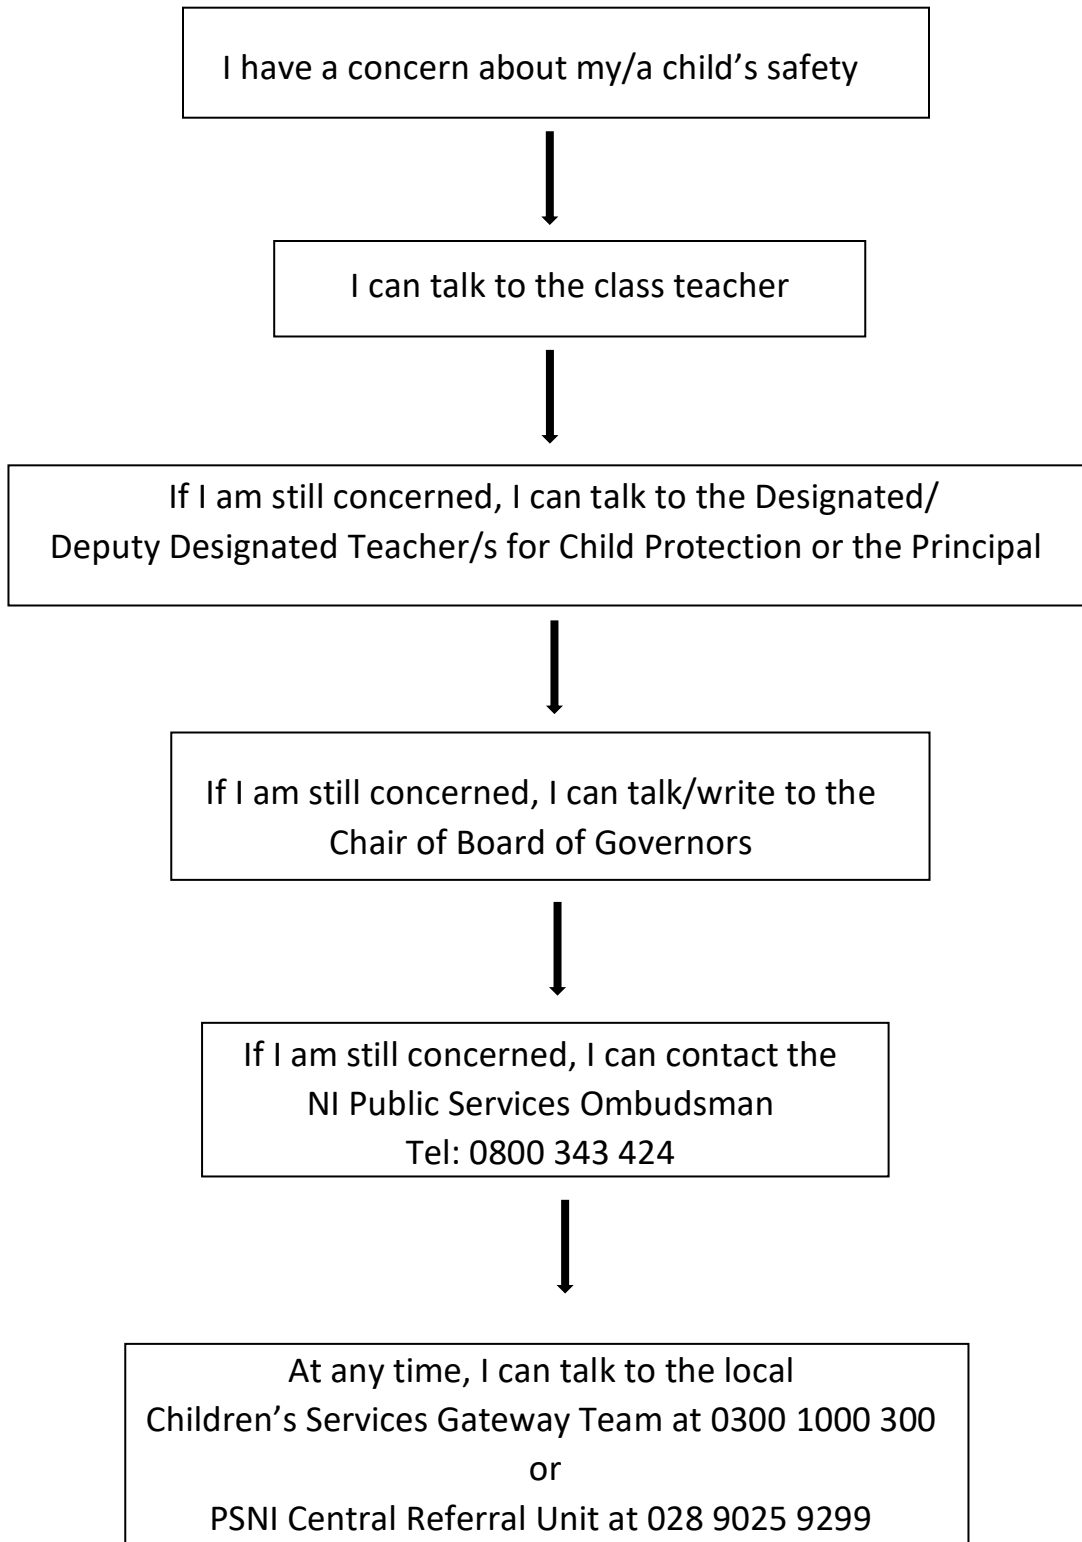 I have a concern about my/a child’s safety
I can talk to the class teacher
If I am still concerned, I can talk to the Designated/
Deputy Designated Teacher/s for Child Protection or the Principal
If I am still concerned, I can talk/write to the
Chair of Board of Governors
If I am still concerned, I can contact the
NI Public Services Ombudsman
Tel: 0800 343 424
At any time, I can talk to the local
Children’s Services Gateway Team at 0300 1000 300
or
PSNI Central Referral Unit at 028 9025 9299